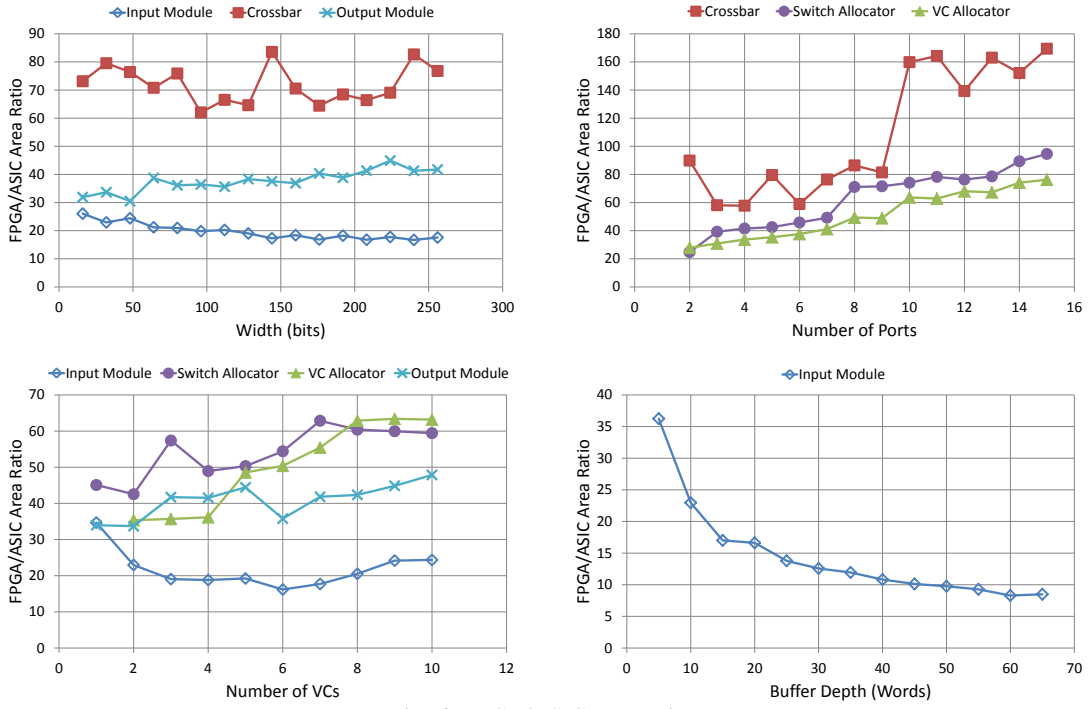 Input Module Crossbar Output Module
FPGA/ASIC Area Ratio
90
80
70
60
50
40
30
20
10
0
0 50 100 150 200 250 300
Width (bits)
Crossbar Switch Allocator VC Allocator
FPGA/ASIC Area Ratio
180
160
140
120
100
80
60
40
20
0
0 2 4 6 8 10 12 14 16
Number of Ports
Input Module Switch Allocator VC Allocator Output Module
FPGA/ASIC Area Ratio
70
60
50
40
30
20
10
0
0 2 4 6 8 10 12
Number of VCs
Input Module
FPGA/ASIC Area Ratio
40
35
30
25
20
15
10
5
0
0 10 20 30 40 50 60 70
Buffer Depth (Words)